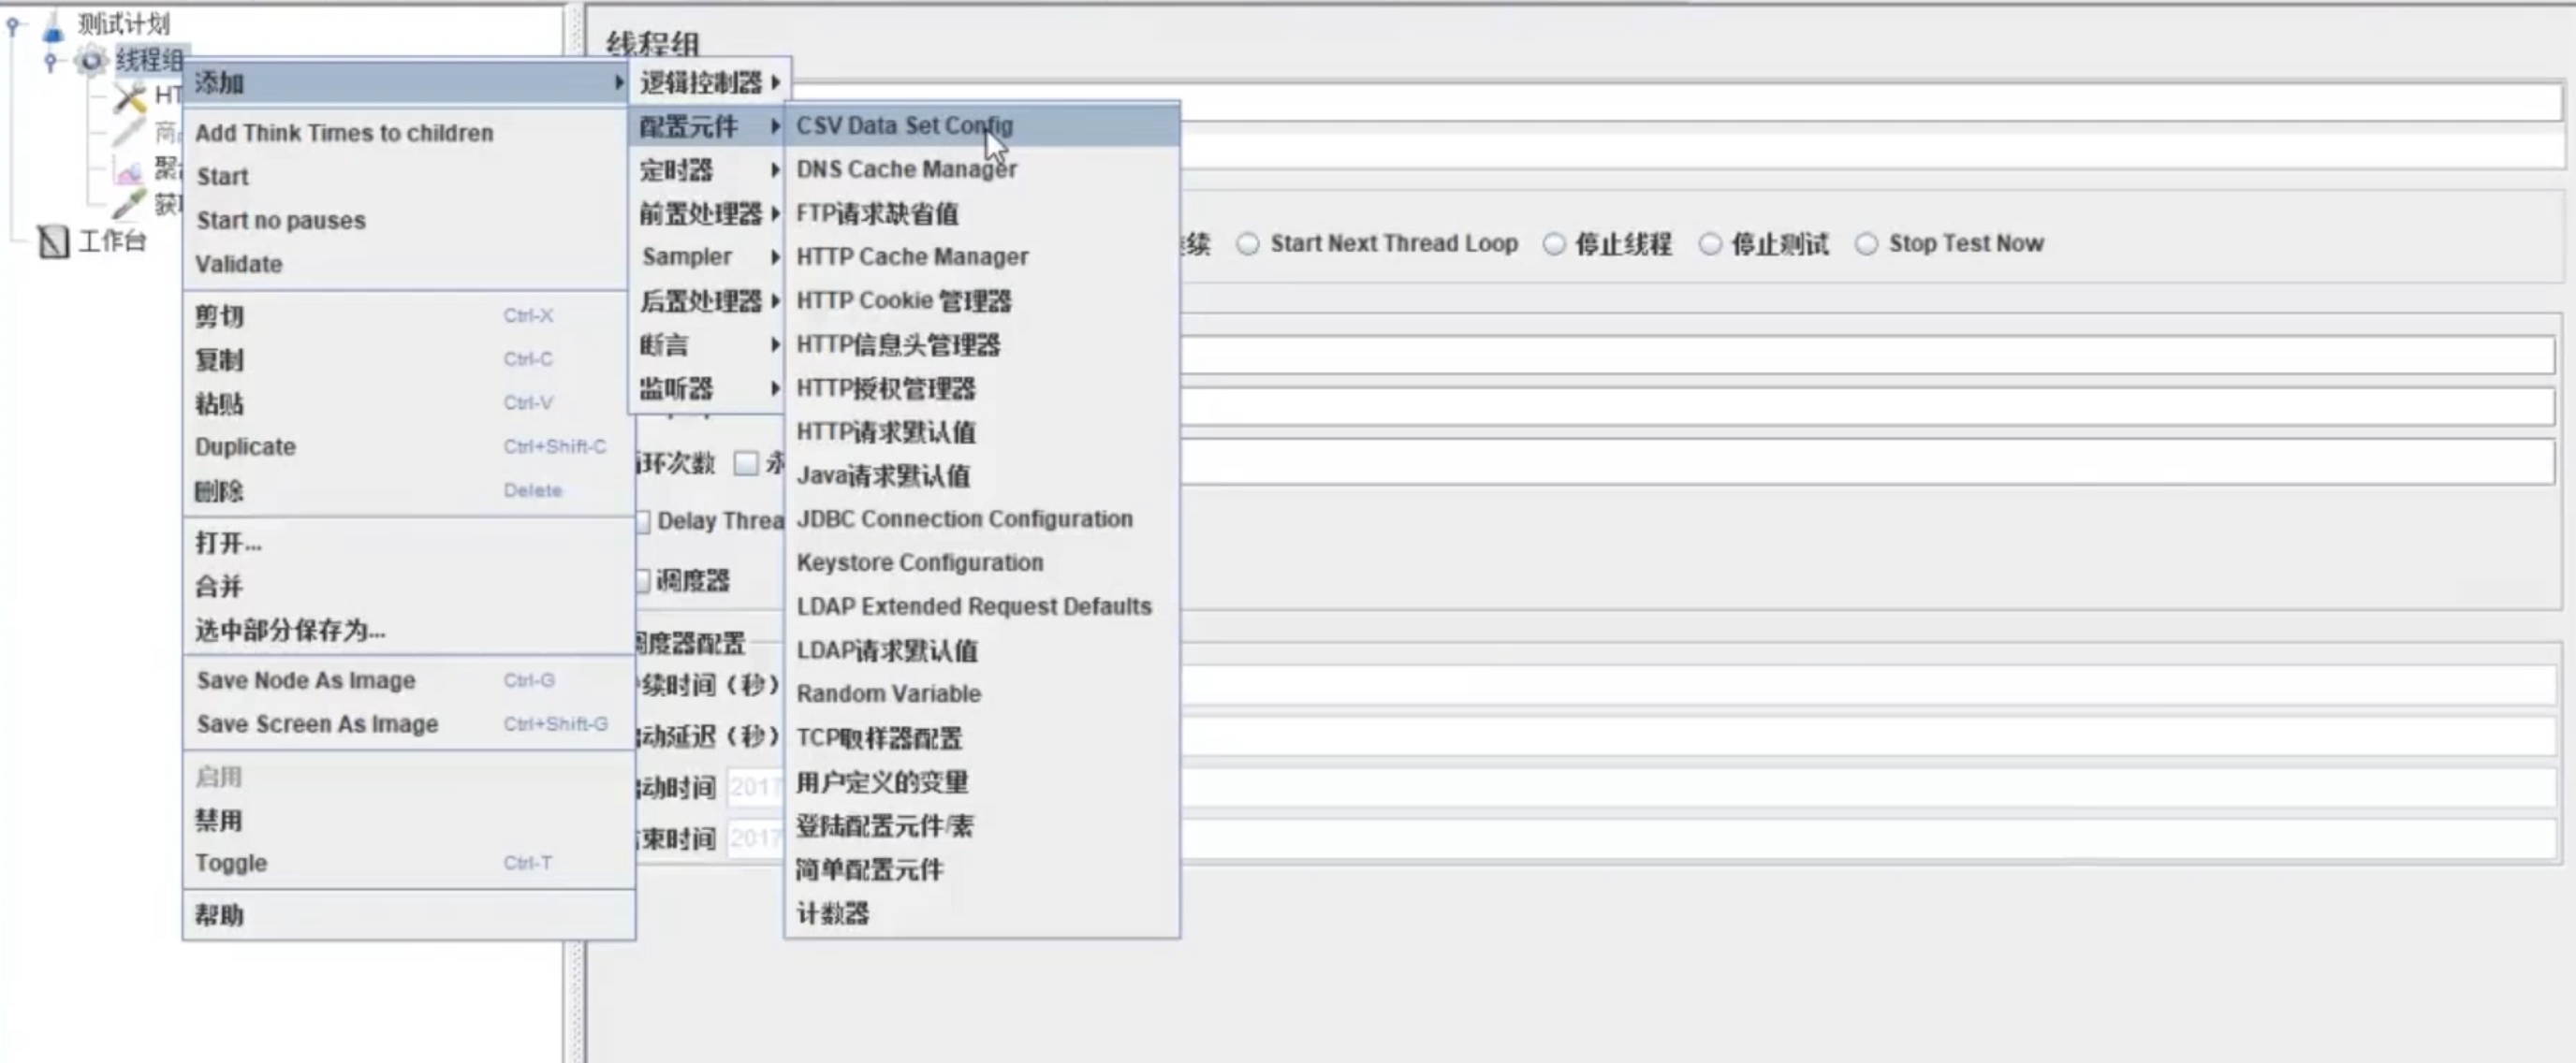 测试计划
线程组
HT
工作台
添加
Add Think Times to children
Start
Start no pauses
Validate
剪切 Ctrl-X
复制 Ctrl-C
粘贴 Ctrl-V
Duplicate Ctrl+Shift-C
删除 Delete
打开...
合并
选中部分保存为...
Save Node As Image Ctrl-G
Save Screen As Image Ctrl+Shift-G
启用
禁用
Toggle Ctrl-T
帮助
逻辑控制器
配置元件
定时器
前置处理器
Sampler
后置处理器
断言
监听器
CSV Data Set Config
DNS Cache Manager
FTP请求缺省值
HTTP Cache Manager
HTTP Cookie 管理器
HTTP信息头管理器
HTTP授权管理器
HTTP请求默认值
Java请求默认值
JDBC Connection Configuration
Keystore Configuration
LDAP Extended Request Defaults
LDAP请求默认值
Random Variable
TCP取样器配置
用户定义的变量
登陆配置元件/素
简单配置元件
计数器
线程组
续 Start Next Thread Loop 停止线程 停止测试 Stop Test Now
环次数 永
Delay Threa
调度器
度器配置
续时间（秒）
动延迟（秒）
动时间 2017
束时间 2017